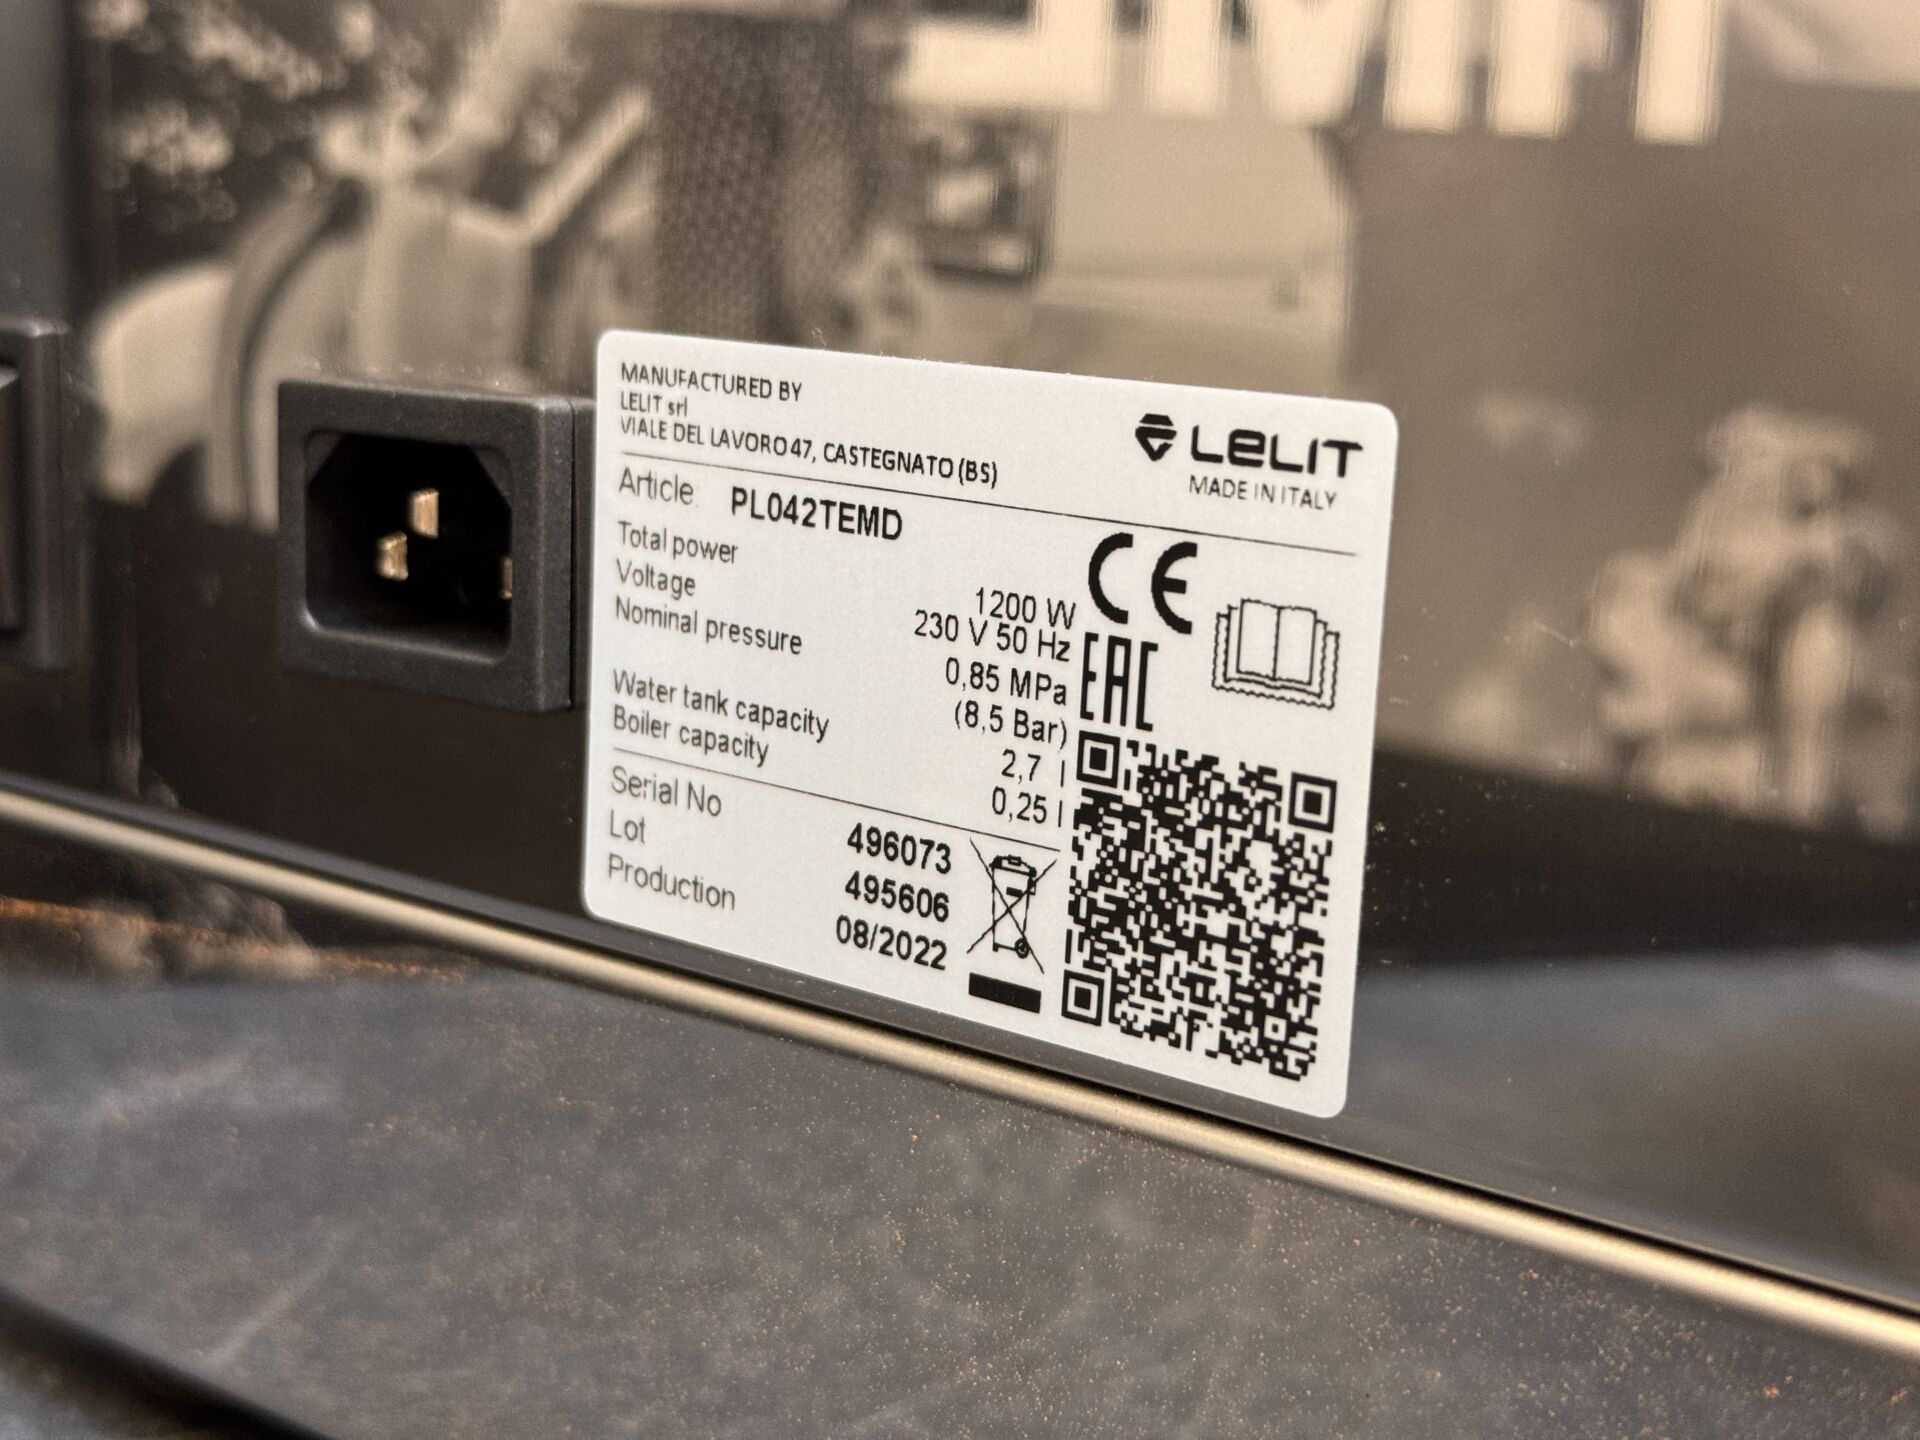 MANUFACTURED BY
LELIT srl
VIALE DEL LAVORO 47, CASTEGNATO (BS)
LELIT
MADE IN ITALY
Article PL042TEMD
Total power 1200 W
Voltage 230 V 50 Hz
Nominal pressure 0,85 MPa
(8,5 Bar)
Water tank capacity 2,7 l
Boiler capacity 0,25 l
CE
EAC
Serial No 496073
Lot 495606
Production 08/2022